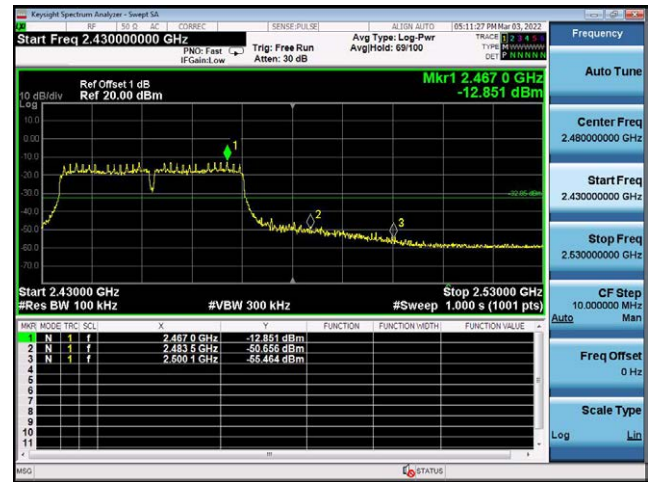 Keysight Spectrum Analyzer - Swept SA
RF 50 Ω AC CORREC SENSE:PULSE ALIGN AUTO 05:11:27 PM Mar 03, 2022
Start Freq 2.430000000 GHz
PNO: Fast
IFGain:Low
Trig: Free Run
Atten: 30 dB
Avg Type: Log-Pwr
Avg|Hold: 69/100
TRACE 1 2 3 4 5 6
TYPE M W W W W W
DET P N N N N N
Ref Offset 1 dB
Ref 20.00 dBm
10 dB/div
Log
Mkr1 2.467 0 GHz
-12.851 dBm
10.0
0.00
-10.0
-20.0
-30.0
-40.0
-50.0
-60.0
-70.0
1
2
3
-32.85 dBm
Start 2.43000 GHz
Stop 2.53000 GHz
#Res BW 100 kHz
#VBW 300 kHz
#Sweep 1.000 s (1001 pts)
MKR MODE TRC SCL X Y FUNCTION FUNCTION WIDTH FUNCTION VALUE
1 N 1 f 2.467 0 GHz -12.851 dBm
2 N 1 f 2.483 5 GHz -50.656 dBm
3 N 1 f 2.500 1 GHz -55.464 dBm
4
5
6
7
8
9
10
11
MSG
STATUS
Frequency
Auto Tune
Center Freq
2.480000000 GHz
Start Freq
2.430000000 GHz
Stop Freq
2.530000000 GHz
CF Step
10.000000 MHz
Auto Man
Freq Offset
0 Hz
Scale Type
Log Lin